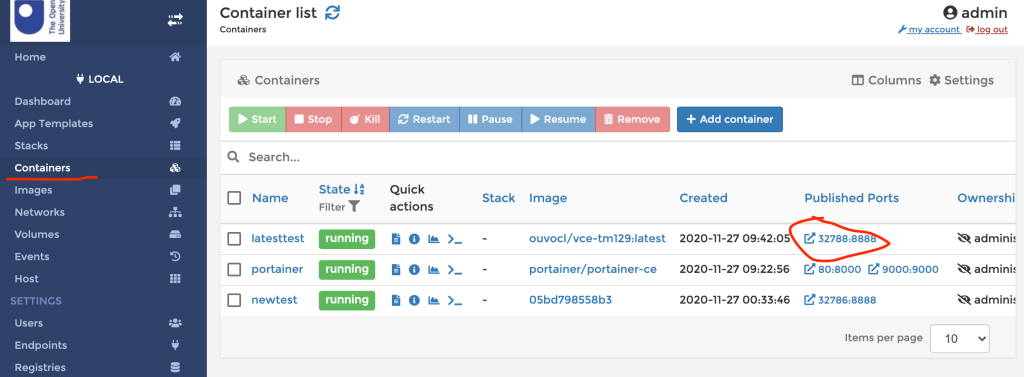 The Open
University
Container list
Containers
admin
my account log out
Home
LOCAL
Dashboard
App Templates
Stacks
Containers
Images
Networks
Volumes
Events
Host
SETTINGS
Users
Endpoints
Registries
Containers
Columns Settings
Start Stop Kill Restart Pause Resume Remove + Add container
Search...
Name State Filter Quick actions Stack Image Created Published Ports Ownershi
latesttest running - ouvocl/vce-tm129:latest 2020-11-27 09:42:05 32788:8888 adminis
portainer running - portainer/portainer-ce 2020-11-27 09:22:56 80:8000 9000:9000 adminis
newtest running - 05bd798558b3 2020-11-27 00:33:46 32786:8888 adminis
Items per page 10